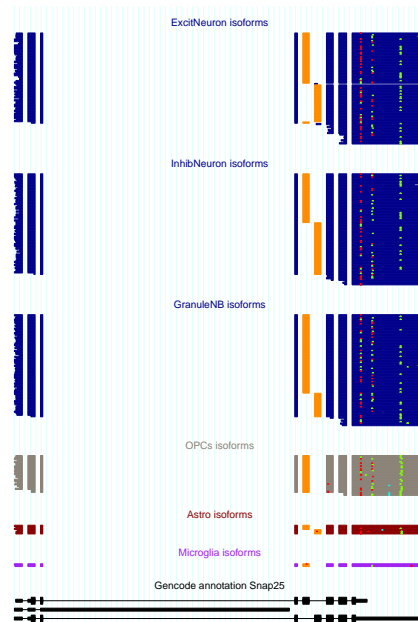 ExcitNeuron isoforms
InhibNeuron isoforms
GranuleNB isoforms
OPCs isoforms
Astro isoforms
Microglia isoforms
Gencode annotation Snap25